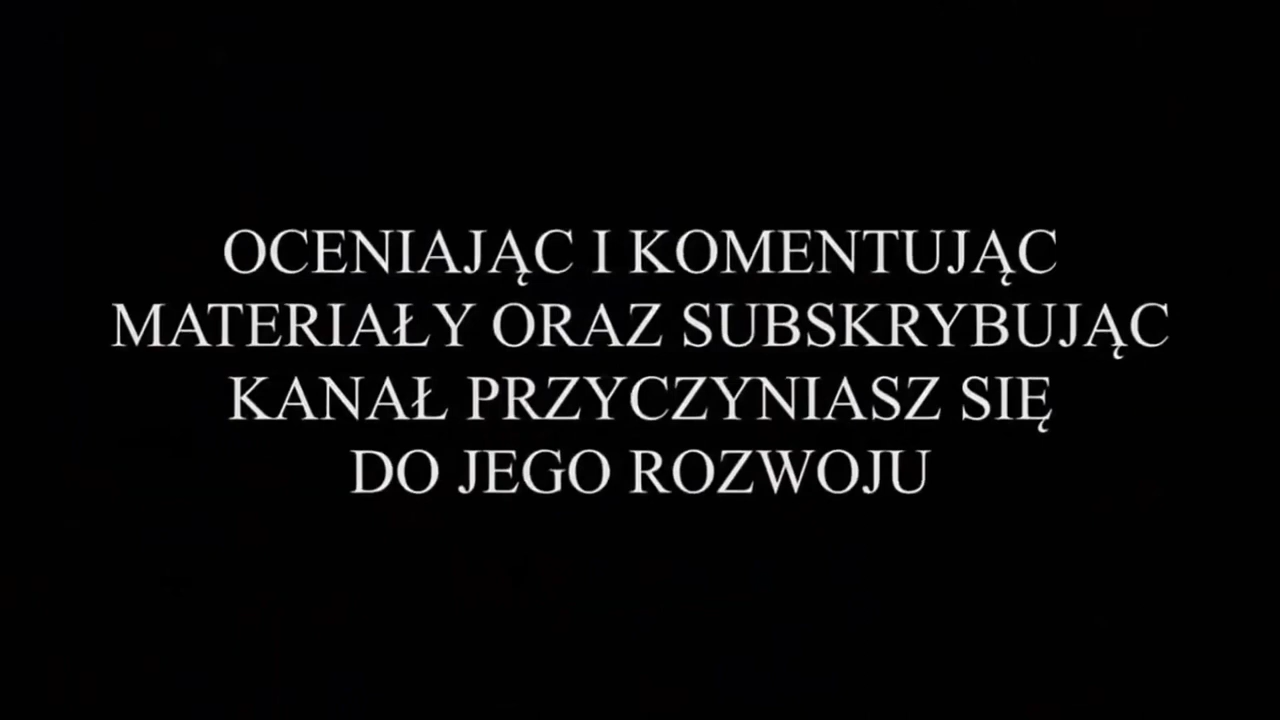 OCENIAJĄC I KOMENTUJĄC
MATERIAŁY ORAZ SUBSKRYBUJĄC
KANAŁ PRZYCZYNIASZ SIĘ
DO JEGO ROZWOJU